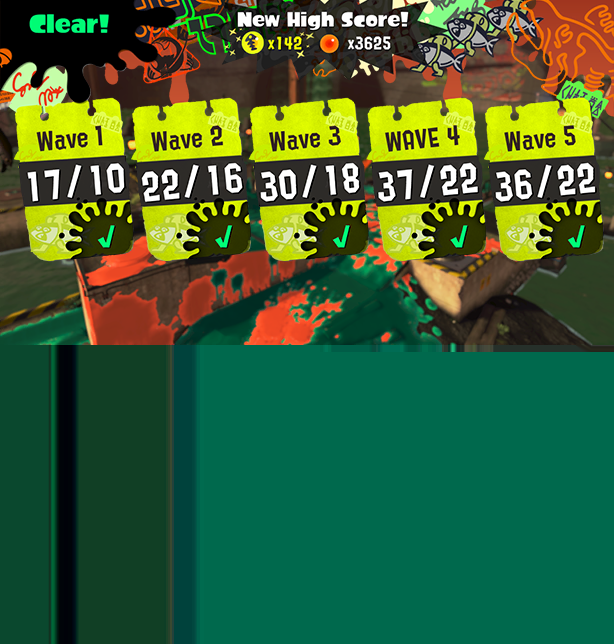 Clear!
New High Score!
x142 x3625
Wave 1
17/10
Wave 2
22/16
Wave 3
30/18
WAVE 4
37/22
Wave 5
36/22